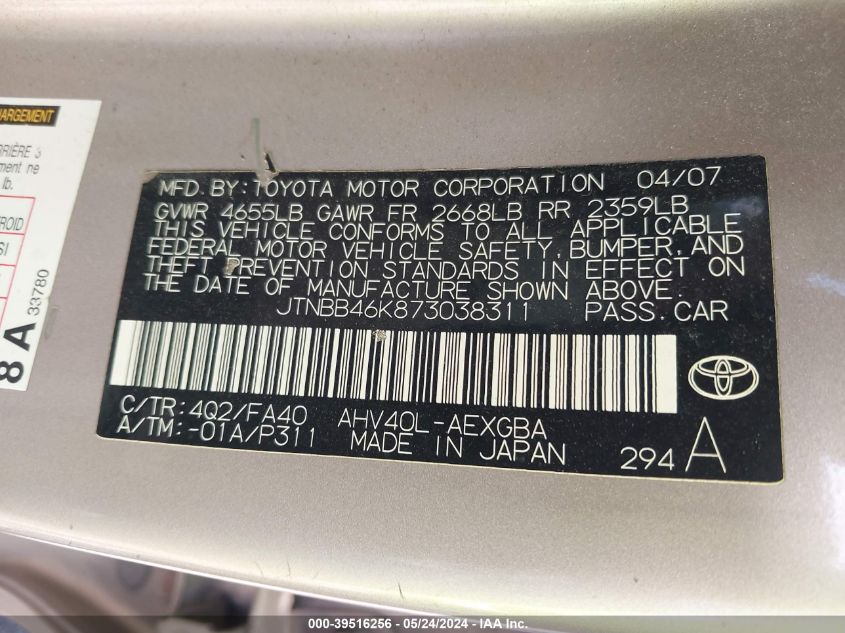 HARGEMENT
RRIÈRE 3
ment ne
lb.
ROID
SI
8 A
33780
MFD. BY: TOYOTA MOTOR CORPORATION 04/07
GVWR 4655LB GAWR FR 2668LB RR 2359LB
THIS VEHICLE CONFORMS TO ALL APPLICABLE
FEDERAL MOTOR VEHICLE SAFETY, BUMPER, AND
THEFT PREVENTION STANDARDS IN EFFECT ON
THE DATE OF MANUFACTURE SHOWN ABOVE.
JTNBB46K873038311 PASS. CAR
C/TR: 4Q2/FA40 AHV40L-AEXGBA
A/TM: -01A/P311 MADE IN JAPAN 294 A
000-39516256 - 05/24/2024 - IAA Inc.